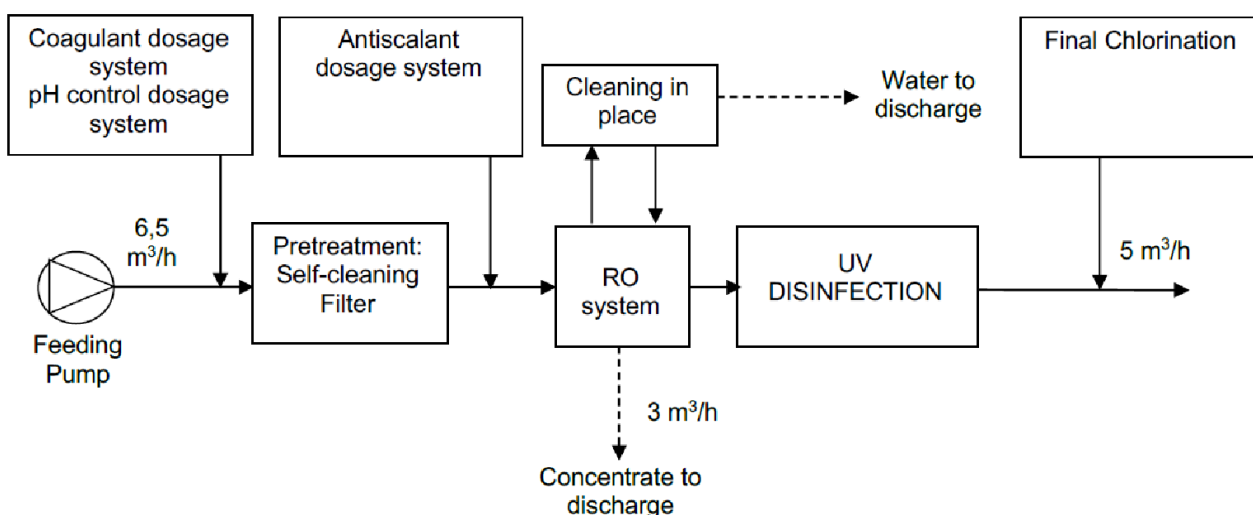 Coagulant dosage
system
pH control dosage
system
Antiscalant
dosage system
Cleaning in
place
Water to
discharge
Final Chlorination
6,5
m³/h
Feeding
Pump
Pretreatment:
Self-cleaning
Filter
RO
system
UV
DISINFECTION
5 m³/h
3 m³/h
Concentrate to
discharge